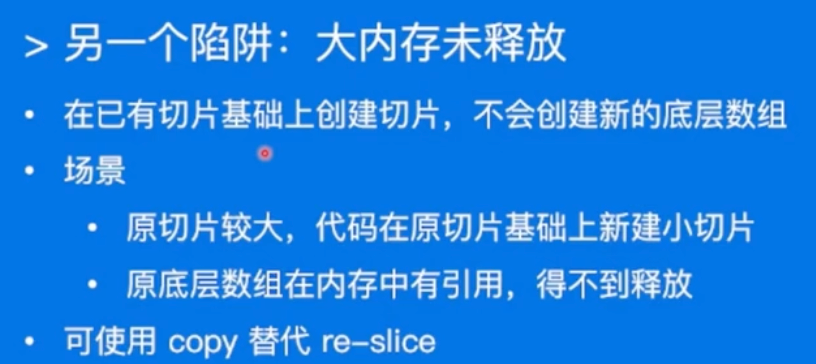 > 另一个陷阱：大内存未释放
• 在已有切片基础上创建切片，不会创建新的底层数组
• 场景
• 原切片较大，代码在原切片基础上新建小切片
• 原底层数组在内存中有引用，得不到释放
• 可使用 copy 替代 re-slice